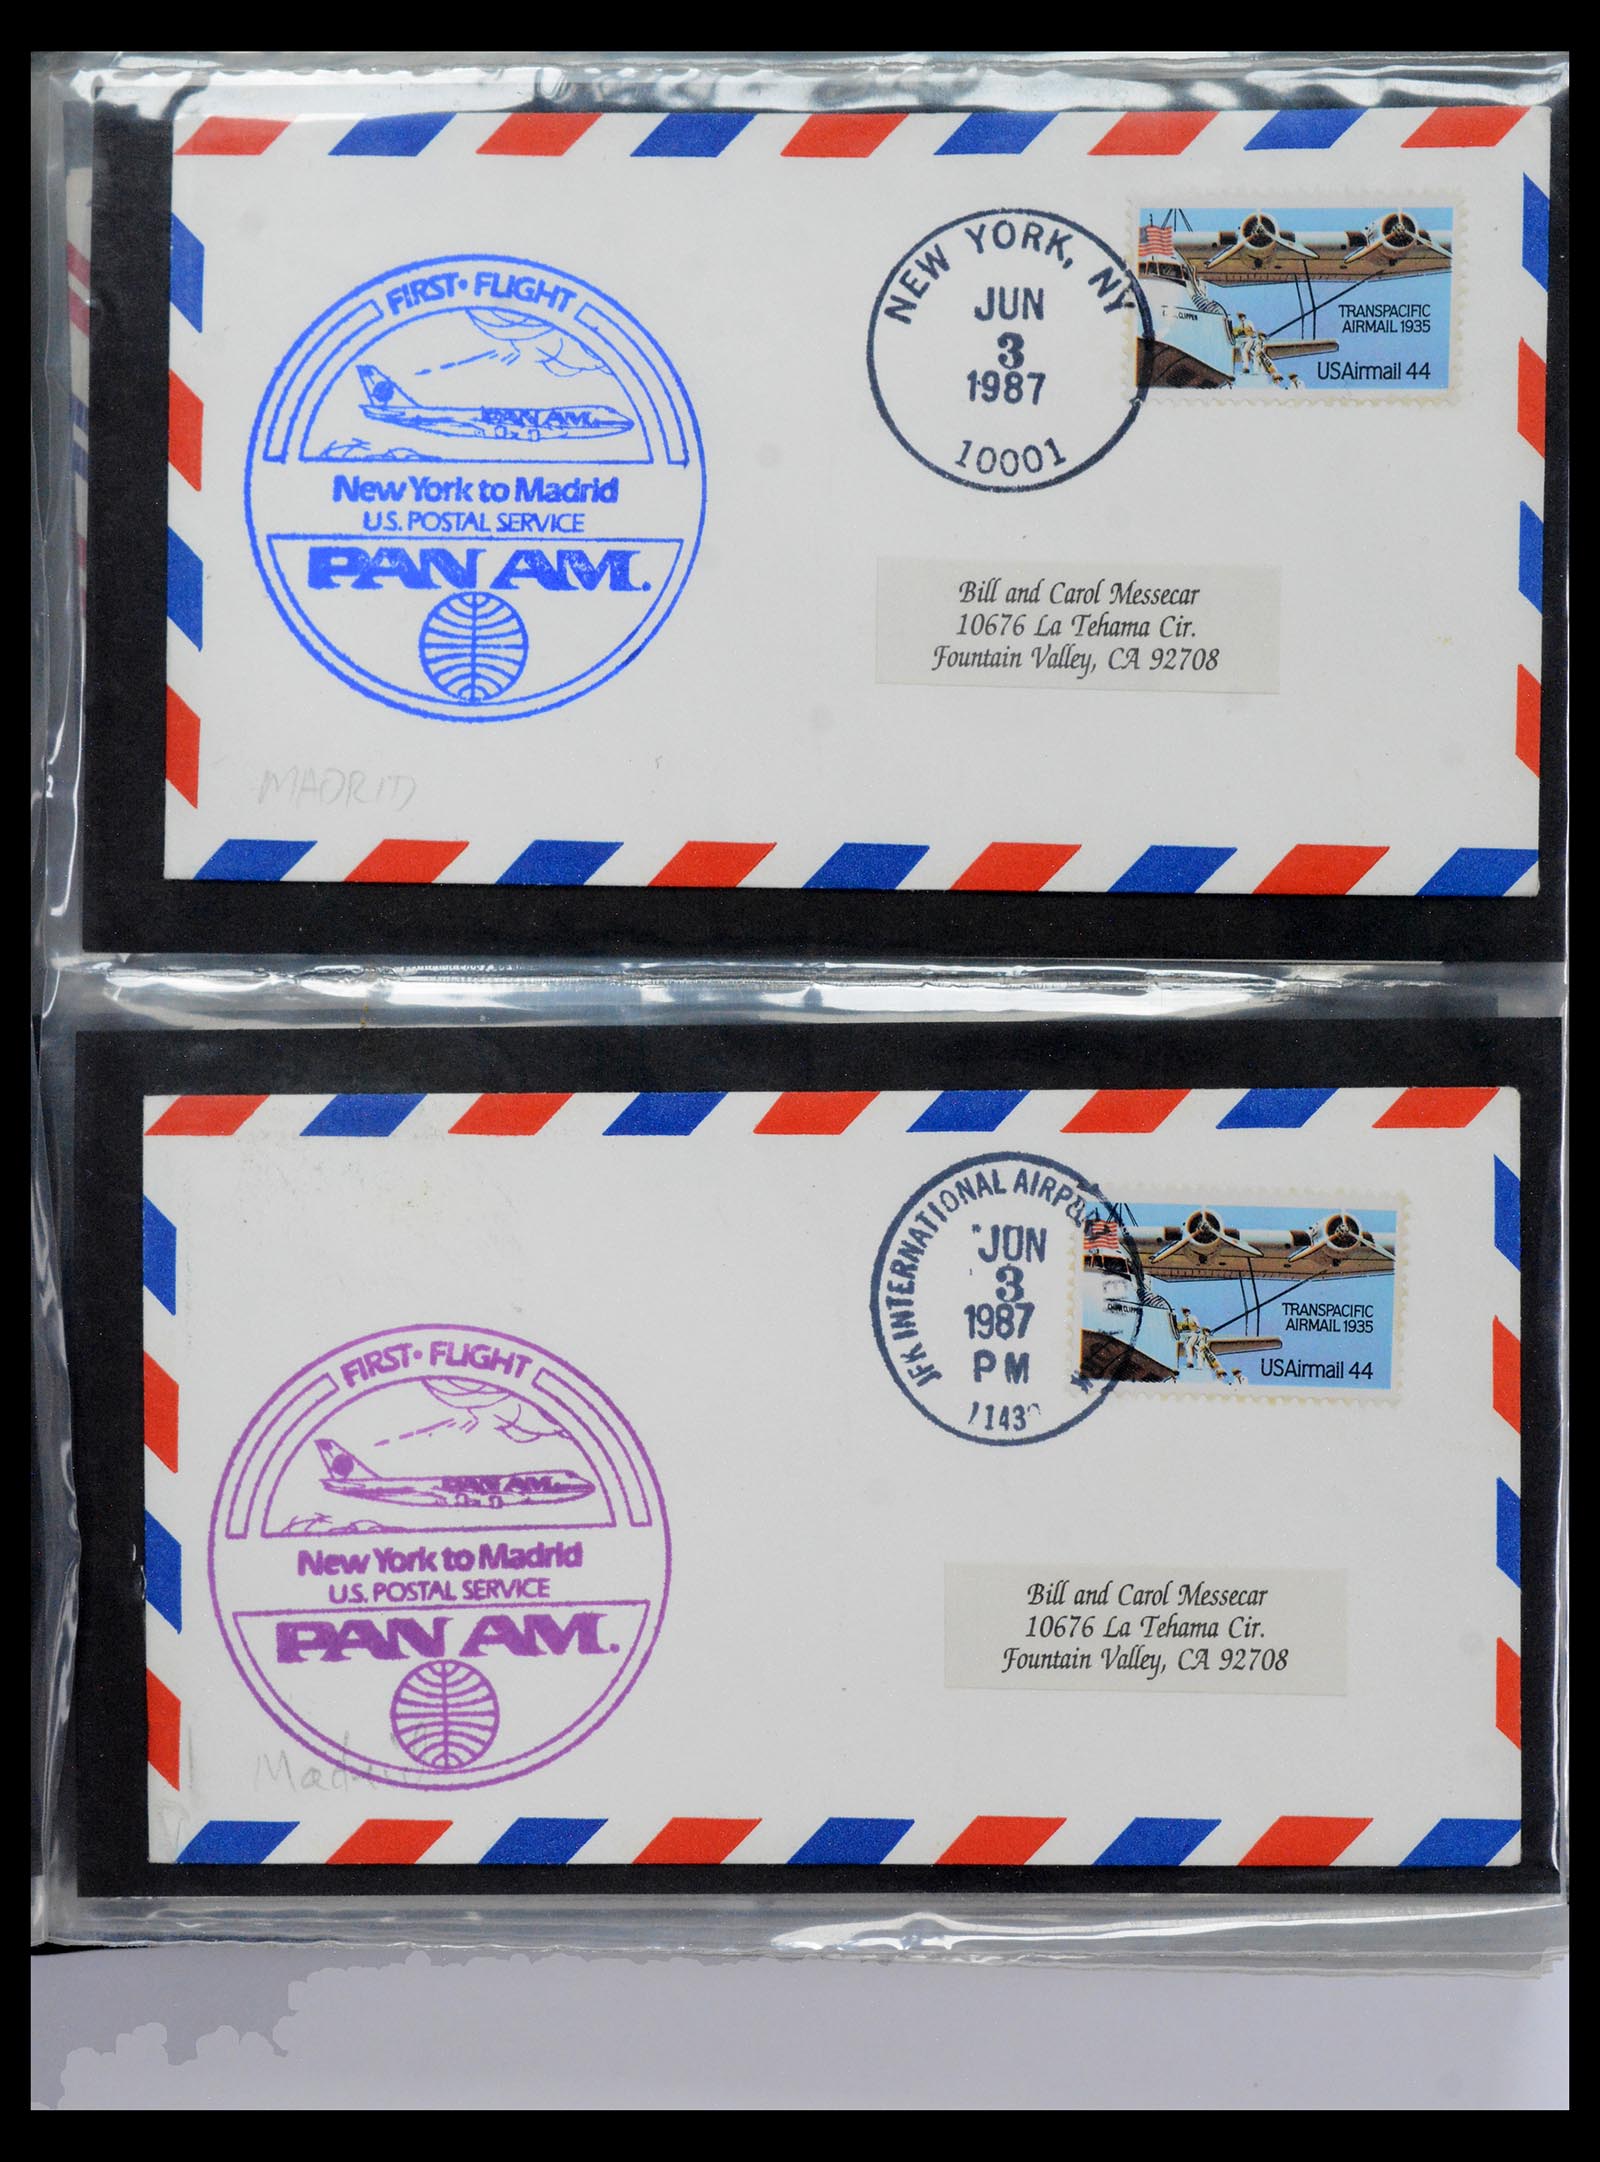 FIRST • FLIGHT
PAN AM.
New York to Madrid
U.S. POSTAL SERVICE
PAN AM.
NEW YORK, NY
JUN
3
1987
10001
TRANSPACIFIC
AIRMAIL 1935
USAirmail 44
Bill and Carol Messecar
10676 La Tehama Cir.
Fountain Valley, CA 92708
MADRID
FIRST • FLIGHT
PAN AM.
New York to Madrid
U.S. POSTAL SERVICE
PAN AM.
JFK INTERNATIONAL AIRPORT
JUN
3
1987
PM
TRANSPACIFIC
AIRMAIL 1935
USAirmail 44
Bill and Carol Messecar
10676 La Tehama Cir.
Fountain Valley, CA 92708
Madrid